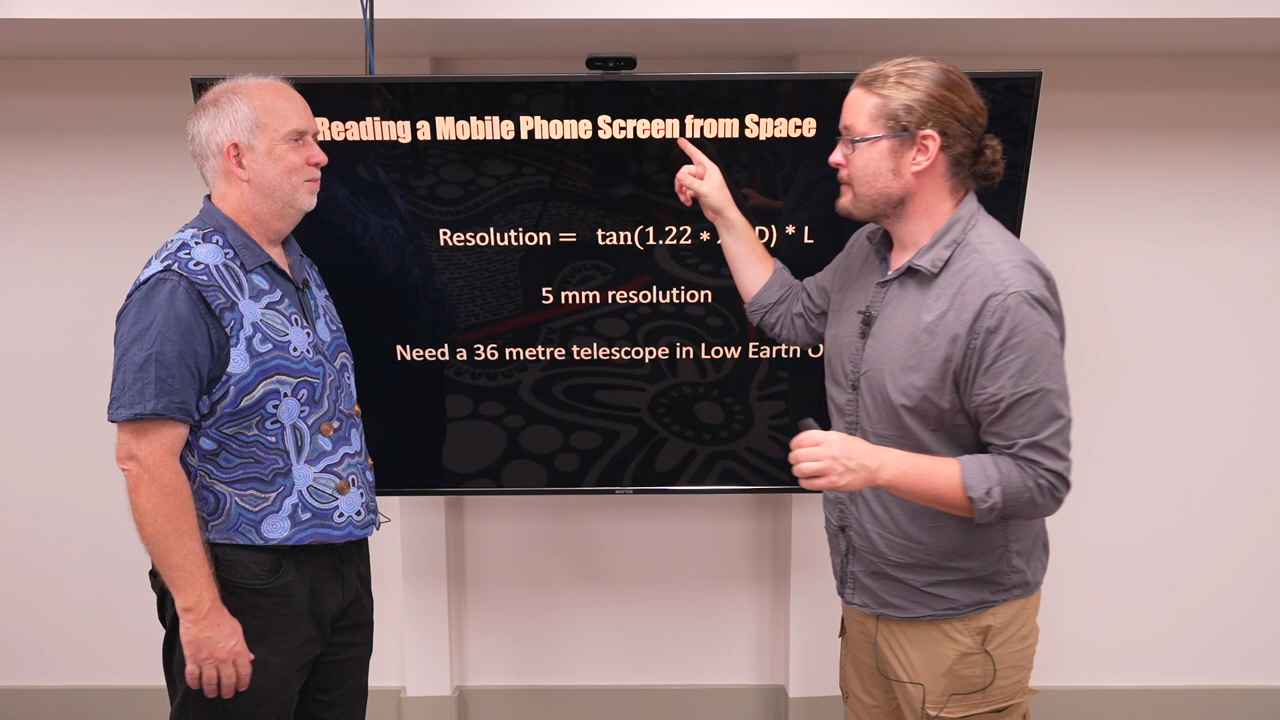 Reading a Mobile Phone Screen from Space
Resolution = tan(1.22 * D) * L
5 mm resolution
Need a 36 metre telescope in Low Earth